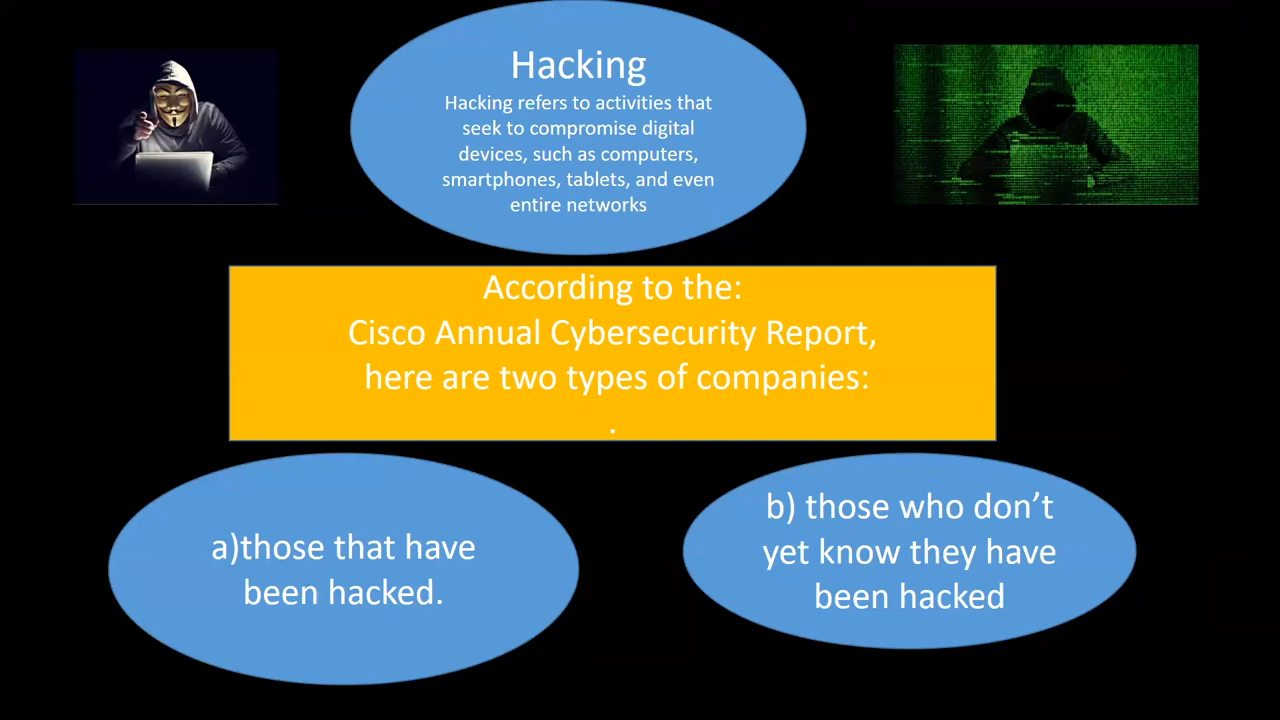 Hacking
Hacking refers to activities that
seek to compromise digital
devices, such as computers,
smartphones, tablets, and even
entire networks
According to the:
Cisco Annual Cybersecurity Report,
here are two types of companies:
.
a)those that have
been hacked.
b) those who don’t
yet know they have
been hacked